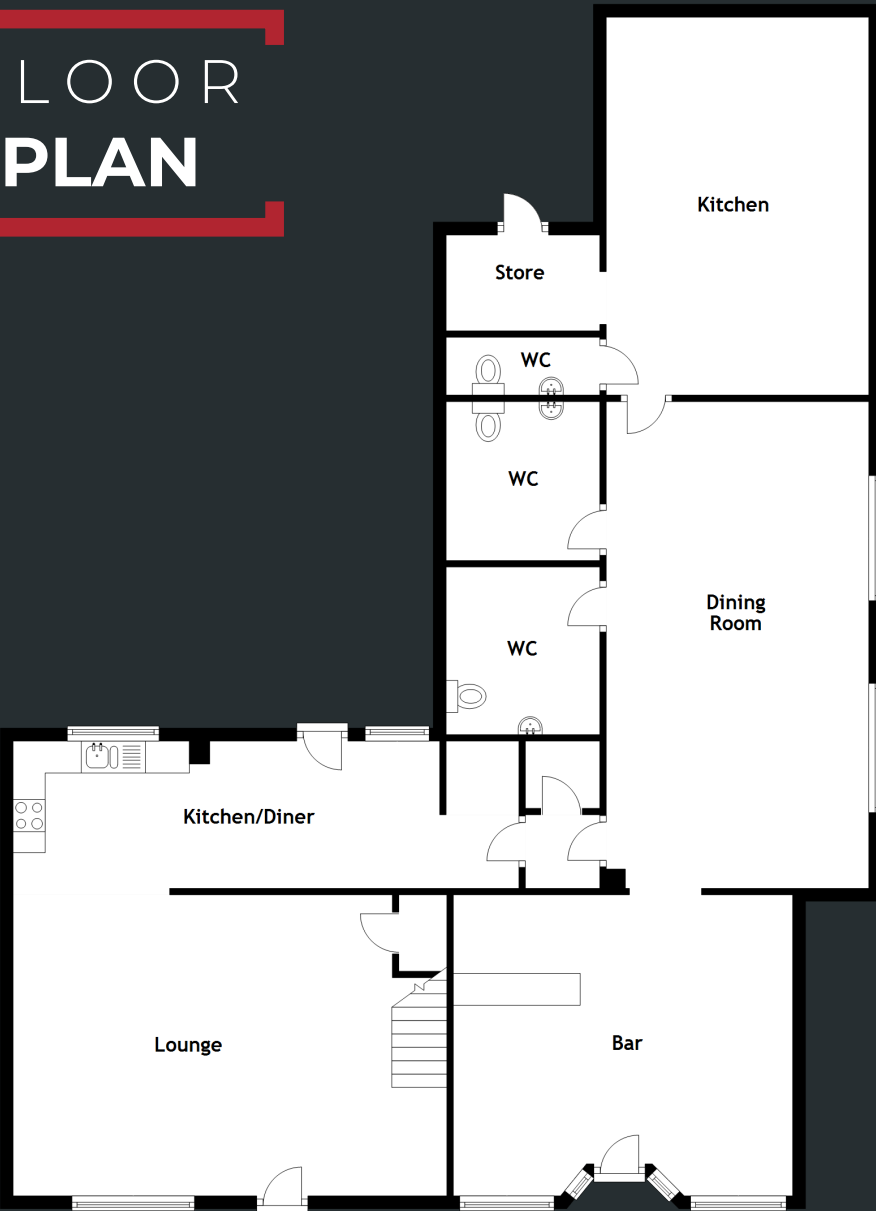 LOOR
PLAN
Kitchen
Store
WC
WC
Dining
Room
WC
Kitchen/Diner
Lounge
Bar